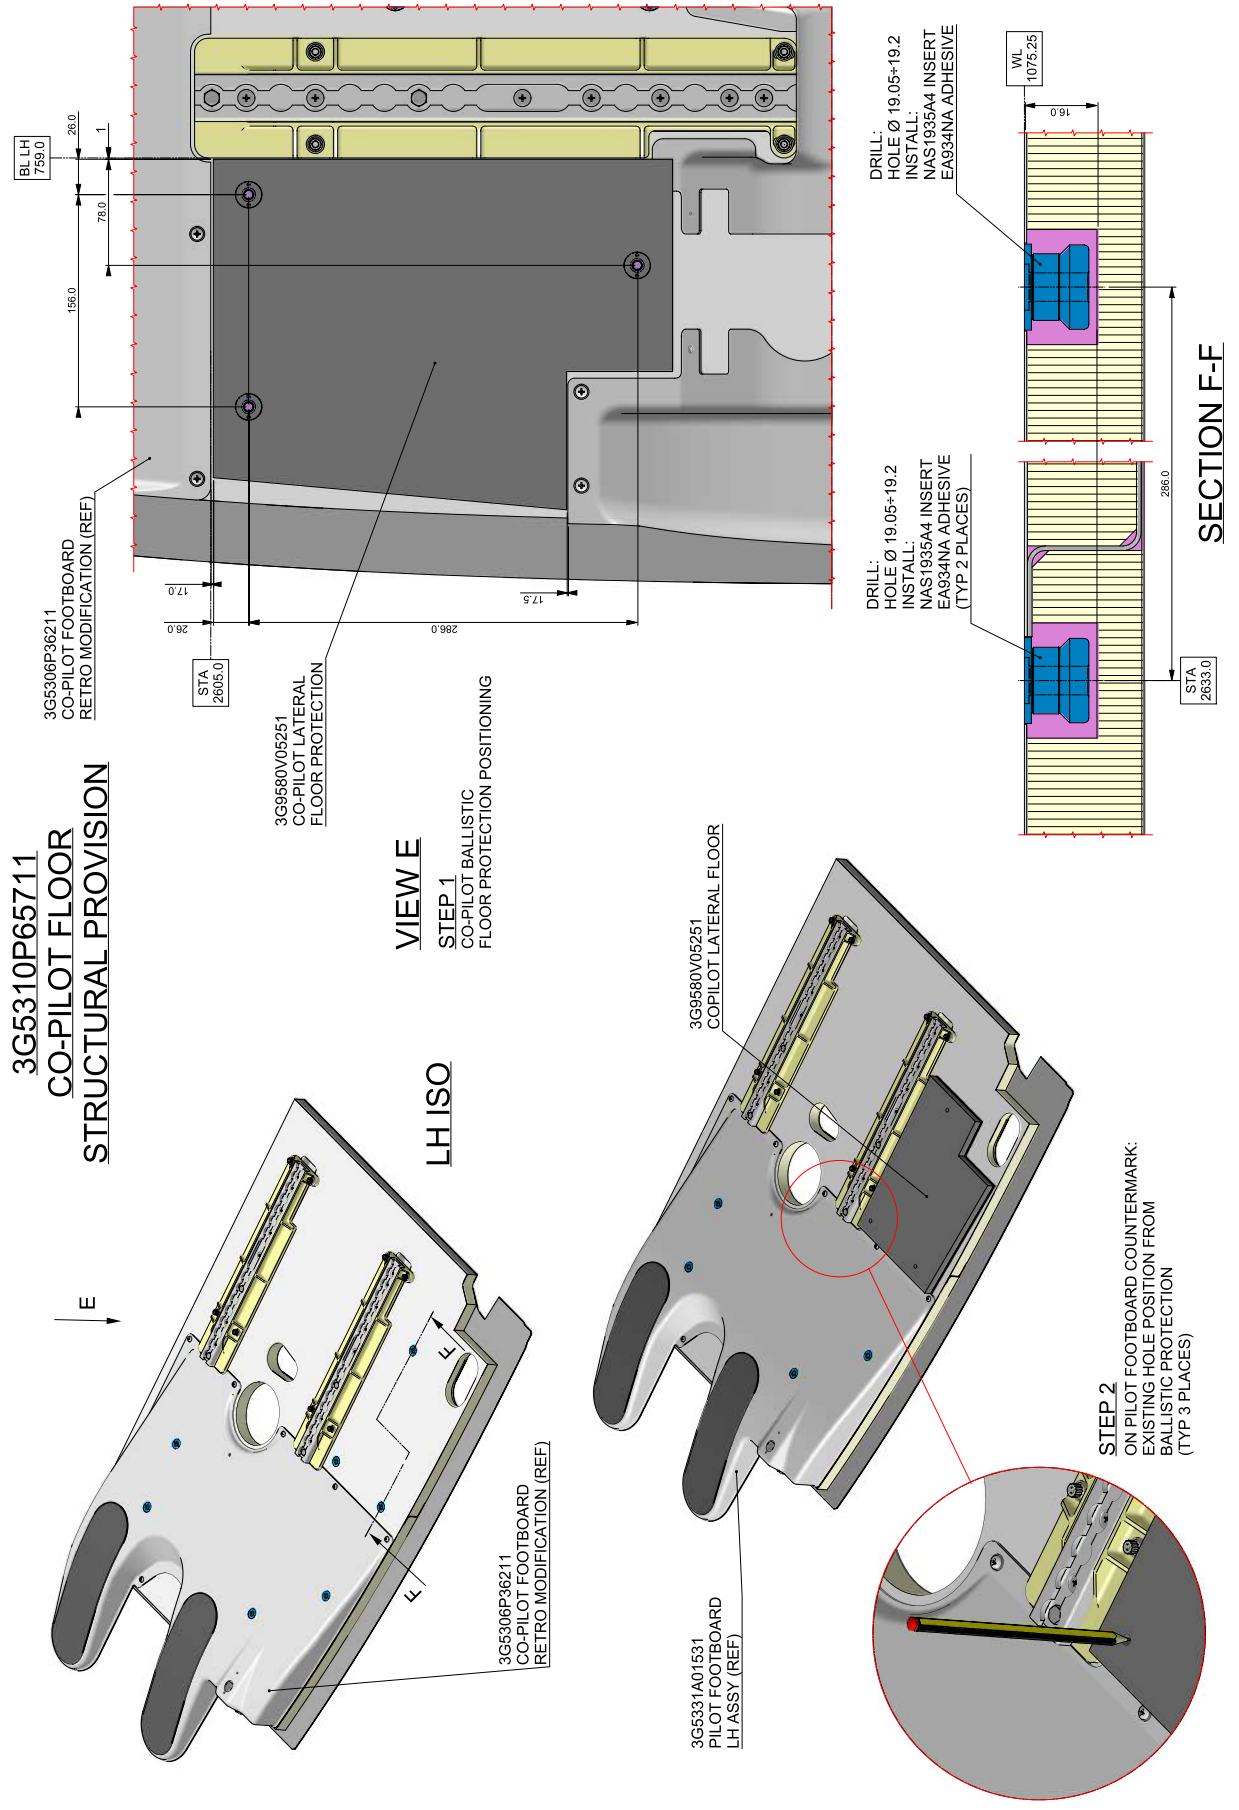 3G5310P65711
CO-PILOT FLOOR
STRUCTURAL PROVISION
E
F
F
3G5306P36211
CO-PILOT FOOTBOARD
RETRO MODIFICATION (REF)
LH ISO
3G5306P36211
CO-PILOT FOOTBOARD
RETRO MODIFICATION (REF)
BL LH
759.0
26.0
1
78.0
156.0
17.0
26.0
286.0
17.5
STA
2605.0
3G9580V05251
CO-PILOT LATERAL
FLOOR PROTECTION
VIEW E
STEP 1
CO-PILOT BALLISTIC
FLOOR PROTECTION POSITIONING
3G9580V05251
COPILOT LATERAL FLOOR
3G5331A01531
PILOT FOOTBOARD
LH ASSY (REF)
STEP 2
ON PILOT FOOTBOARD COUNTERMARK:
EXISTING HOLE POSITION FROM
BALLISTIC PROTECTION
(TYP 3 PLACES)
DRILL:
HOLE Ø 19.05÷19.2
INSTALL:
NAS1935A4 INSERT
EA934NA ADHESIVE
(TYP 2 PLACES)
DRILL:
HOLE Ø 19.05÷19.2
INSTALL:
NAS1935A4 INSERT
EA934NA ADHESIVE
WL
1075.25
16.0
286.0
STA
2633.0
SECTION F-F